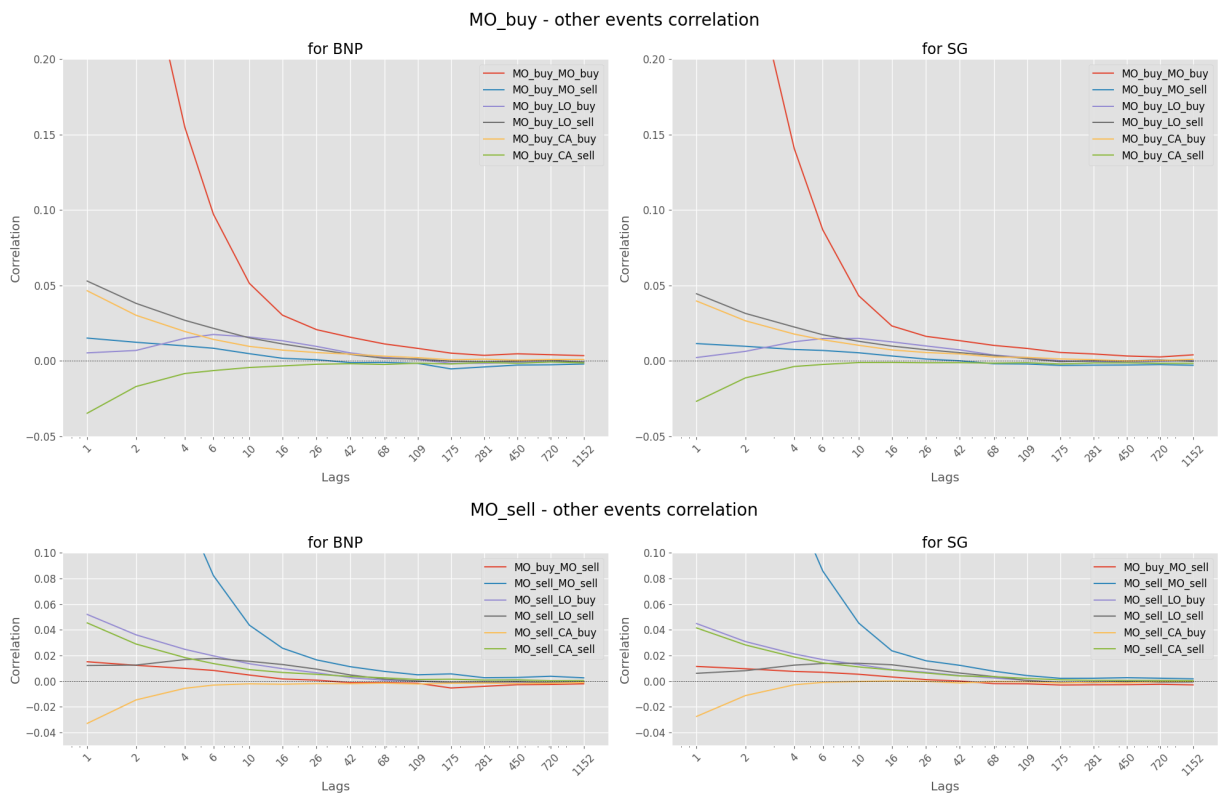 MO_buy - other events correlation
for BNP
0.20
0.15
0.10
0.05
0.00
−0.05
Correlation
MO_buy_MO_buy
MO_buy_MO_sell
MO_buy_LO_buy
MO_buy_LO_sell
MO_buy_CA_buy
MO_buy_CA_sell
1 2 4 6 10 16 26 42 68 109 175 281 450 720 1152
Lags
for SG
0.20
0.15
0.10
0.05
0.00
−0.05
Correlation
MO_buy_MO_buy
MO_buy_MO_sell
MO_buy_LO_buy
MO_buy_LO_sell
MO_buy_CA_buy
MO_buy_CA_sell
1 2 4 6 10 16 26 42 68 109 175 281 450 720 1152
Lags
MO_sell - other events correlation
for BNP
0.10
0.08
0.06
0.04
0.02
0.00
−0.02
−0.04
Correlation
MO_buy_MO_sell
MO_sell_MO_sell
MO_sell_LO_buy
MO_sell_LO_sell
MO_sell_CA_buy
MO_sell_CA_sell
1 2 4 6 10 16 26 42 68 109 175 281 450 720 1152
Lags
for SG
0.10
0.08
0.06
0.04
0.02
0.00
−0.02
−0.04
Correlation
MO_buy_MO_sell
MO_sell_MO_sell
MO_sell_LO_buy
MO_sell_LO_sell
MO_sell_CA_buy
MO_sell_CA_sell
1 2 4 6 10 16 26 42 68 109 175 281 450 720 1152
Lags